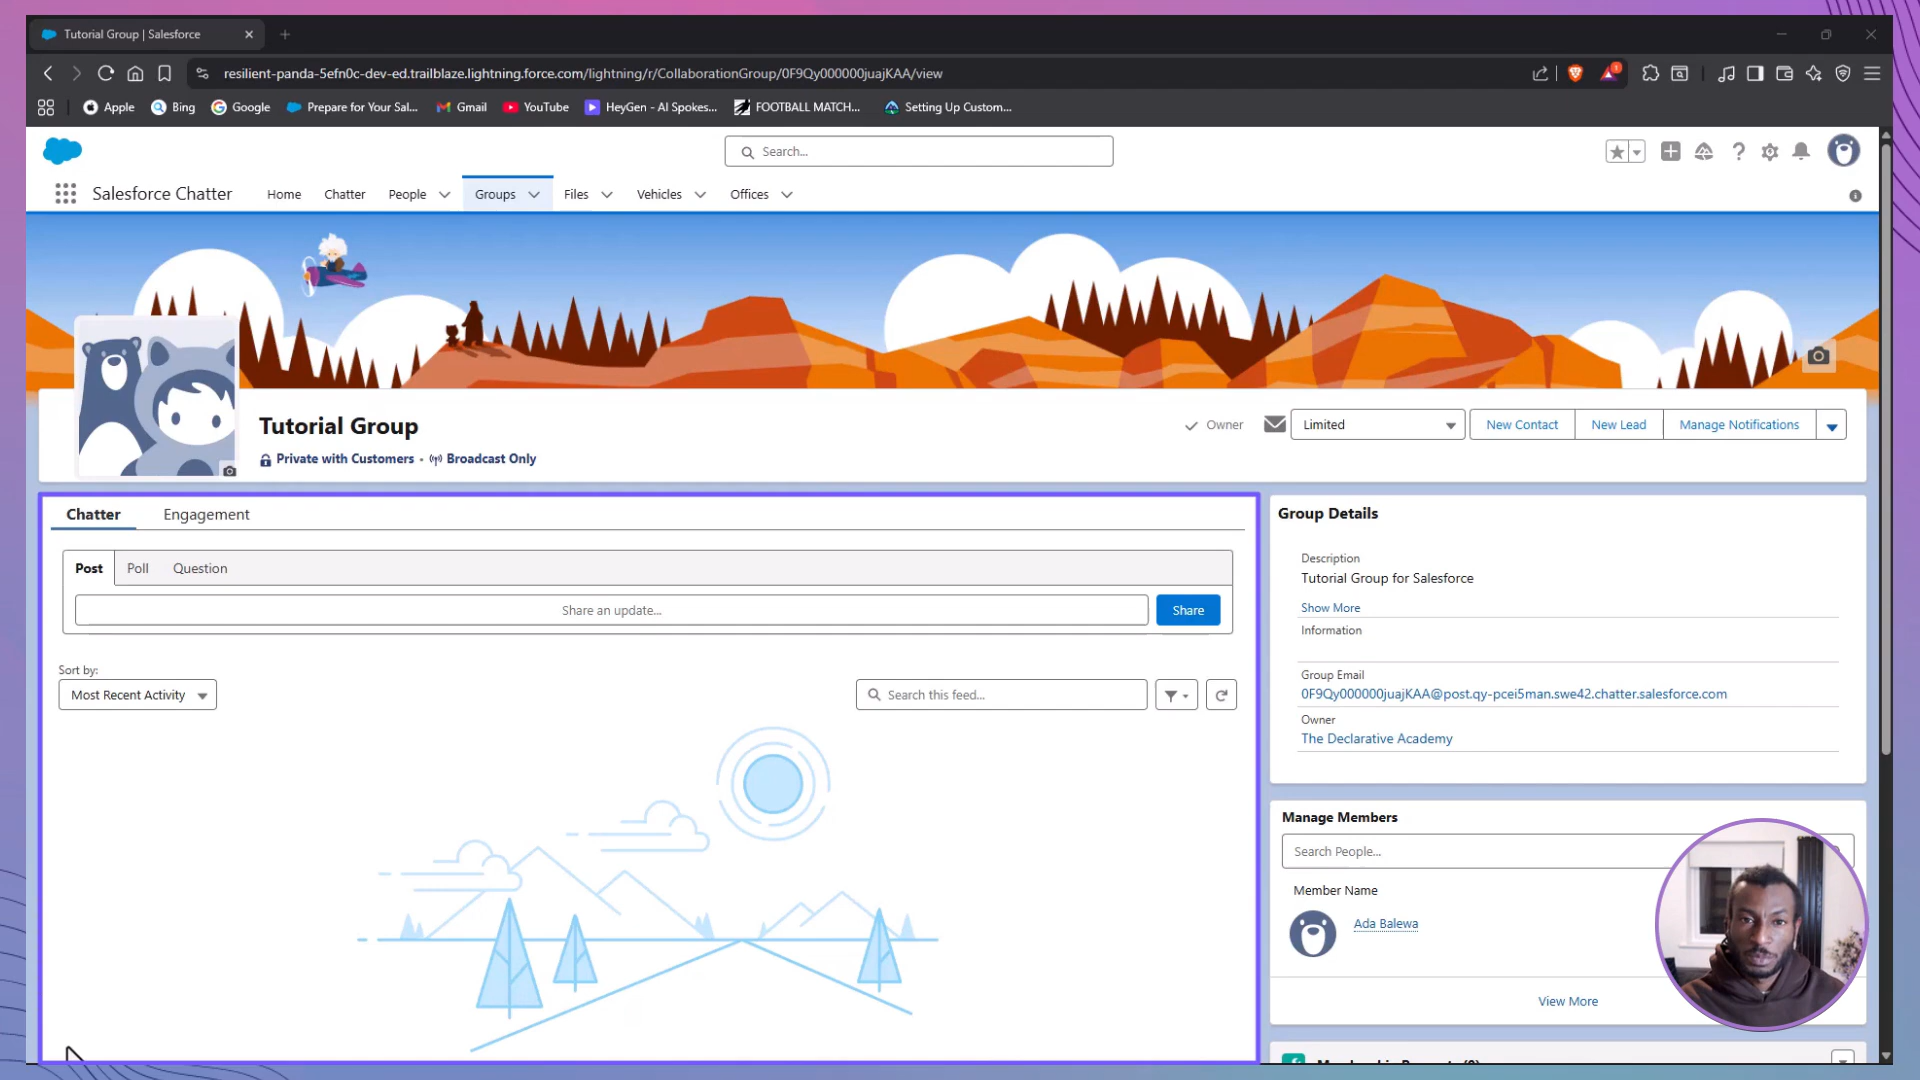 Tutorial Group | Salesforce
resilient-panda-5efn0c-dev-ed.trailblaze.lightning.force.com/lightning/r/CollaborationGroup/0F9Qy000000juajKAA/view
1
Apple Bing Google Prepare for Your Sal... Gmail YouTube HeyGen - AI Spokes... FOOTBALL MATCH... Setting Up Custom...
Search...
Salesforce Chatter Home Chatter People Groups Files Vehicles Offices
Tutorial Group
Owner Limited New Contact New Lead Manage Notifications
Private with Customers • Broadcast Only
Chatter Engagement
Post Poll Question
Share an update... Share
Sort by:
Most Recent Activity Search this feed...
Group Details
Description
Tutorial Group for Salesforce
Show More
Information
Group Email
0F9Qy000000juajKAA@post.qy-pcei5man.swe42.chatter.salesforce.com
Owner
The Declarative Academy
Manage Members
Search People...
Member Name
Ada Balewa
View More